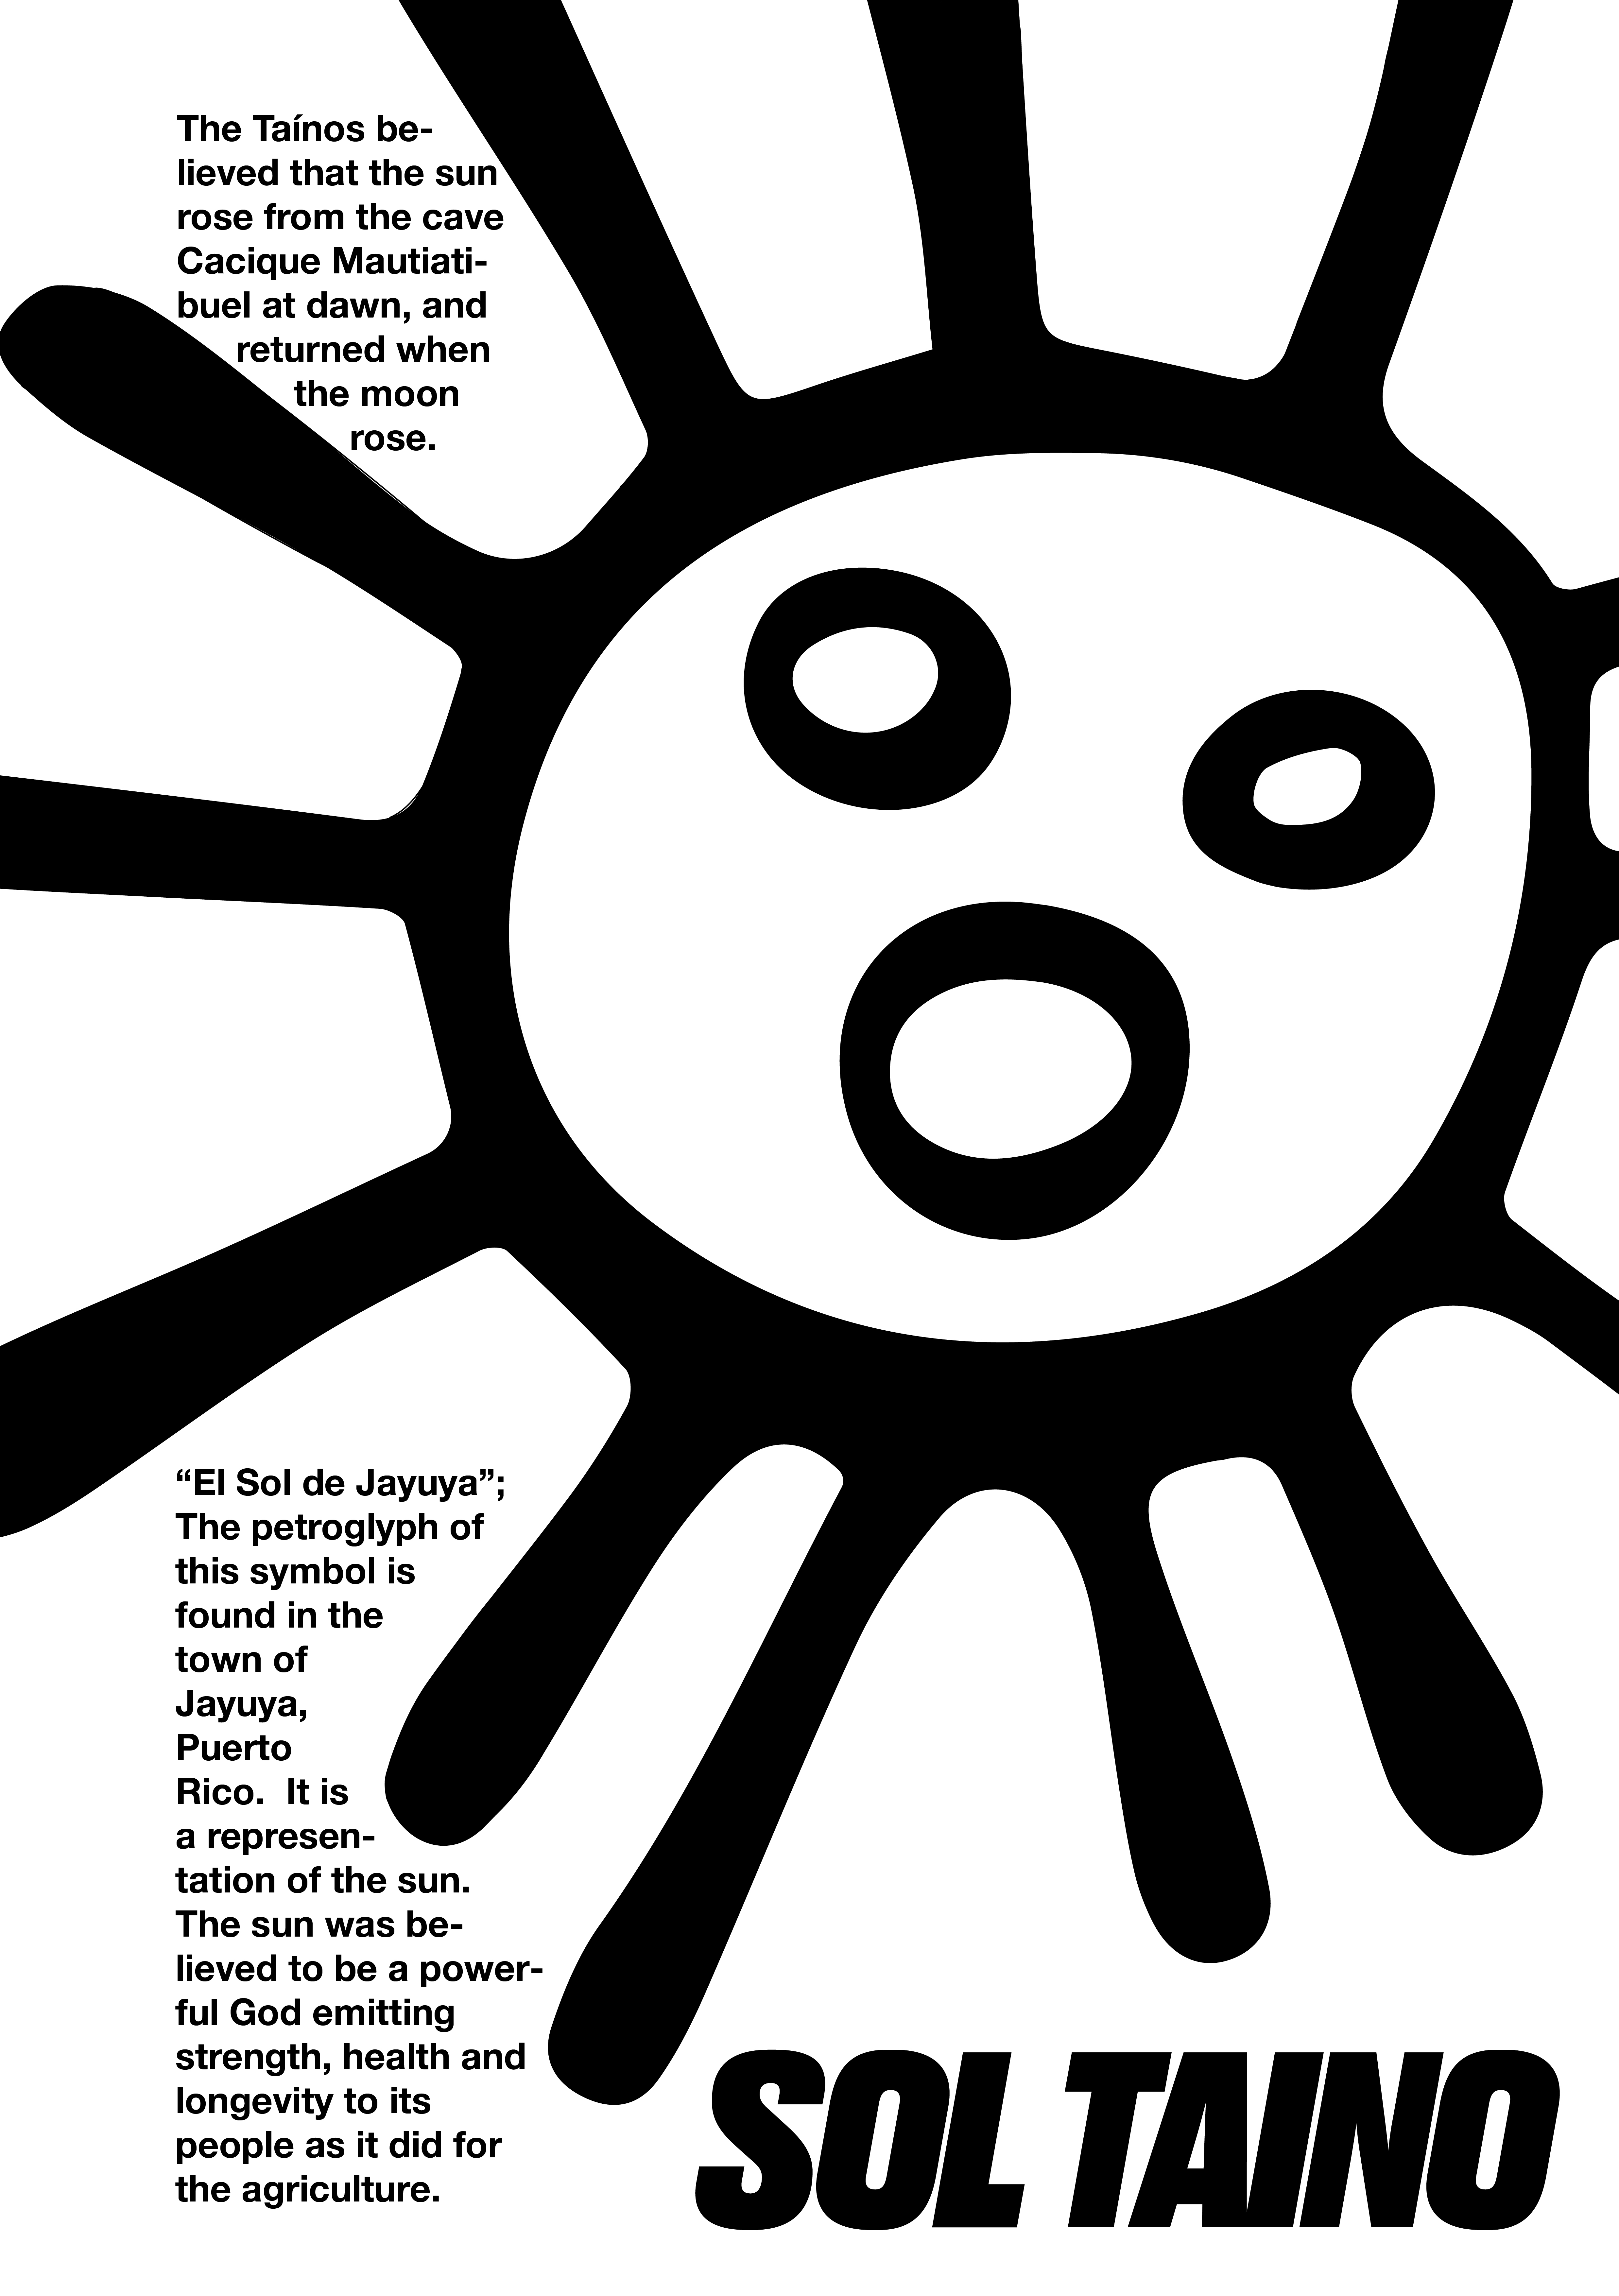 The Taínos be-
lieved that the sun
rose from the cave
Cacique Mautiati-
buel at dawn, and
returned when
the moon
rose.
“El Sol de Jayuya”;
The petroglyph of
this symbol is
found in the
town of
Jayuya,
Puerto
Rico.  It is
a represen-
tation of the sun.
The sun was be-
lieved to be a power-
ful God emitting
strength, health and
longevity to its
people as it did for
the agriculture.
SOL TAINO